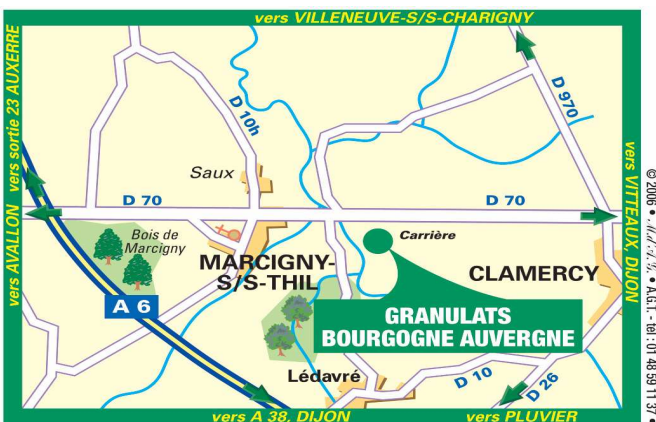 vers VILLENEUVE-S/S-CHARIGNY
vers AVALLON vers sortie 23 AUXERRE
D 10h
D 970
Saux
D 70
D 70
Bois de
Marcigny
MARCIGNY-
S/S-THIL
Carrière
CLAMERCY
A 6
GRANULATS
BOURGOGNE AUVERGNE
Lédavré
D 10
D 26
vers A 38, DIJON
vers PLUVIER
vers VITTEAUX, DIJON
© 2006 • • A.G.I. - tél : 01 48 59 11 37 •